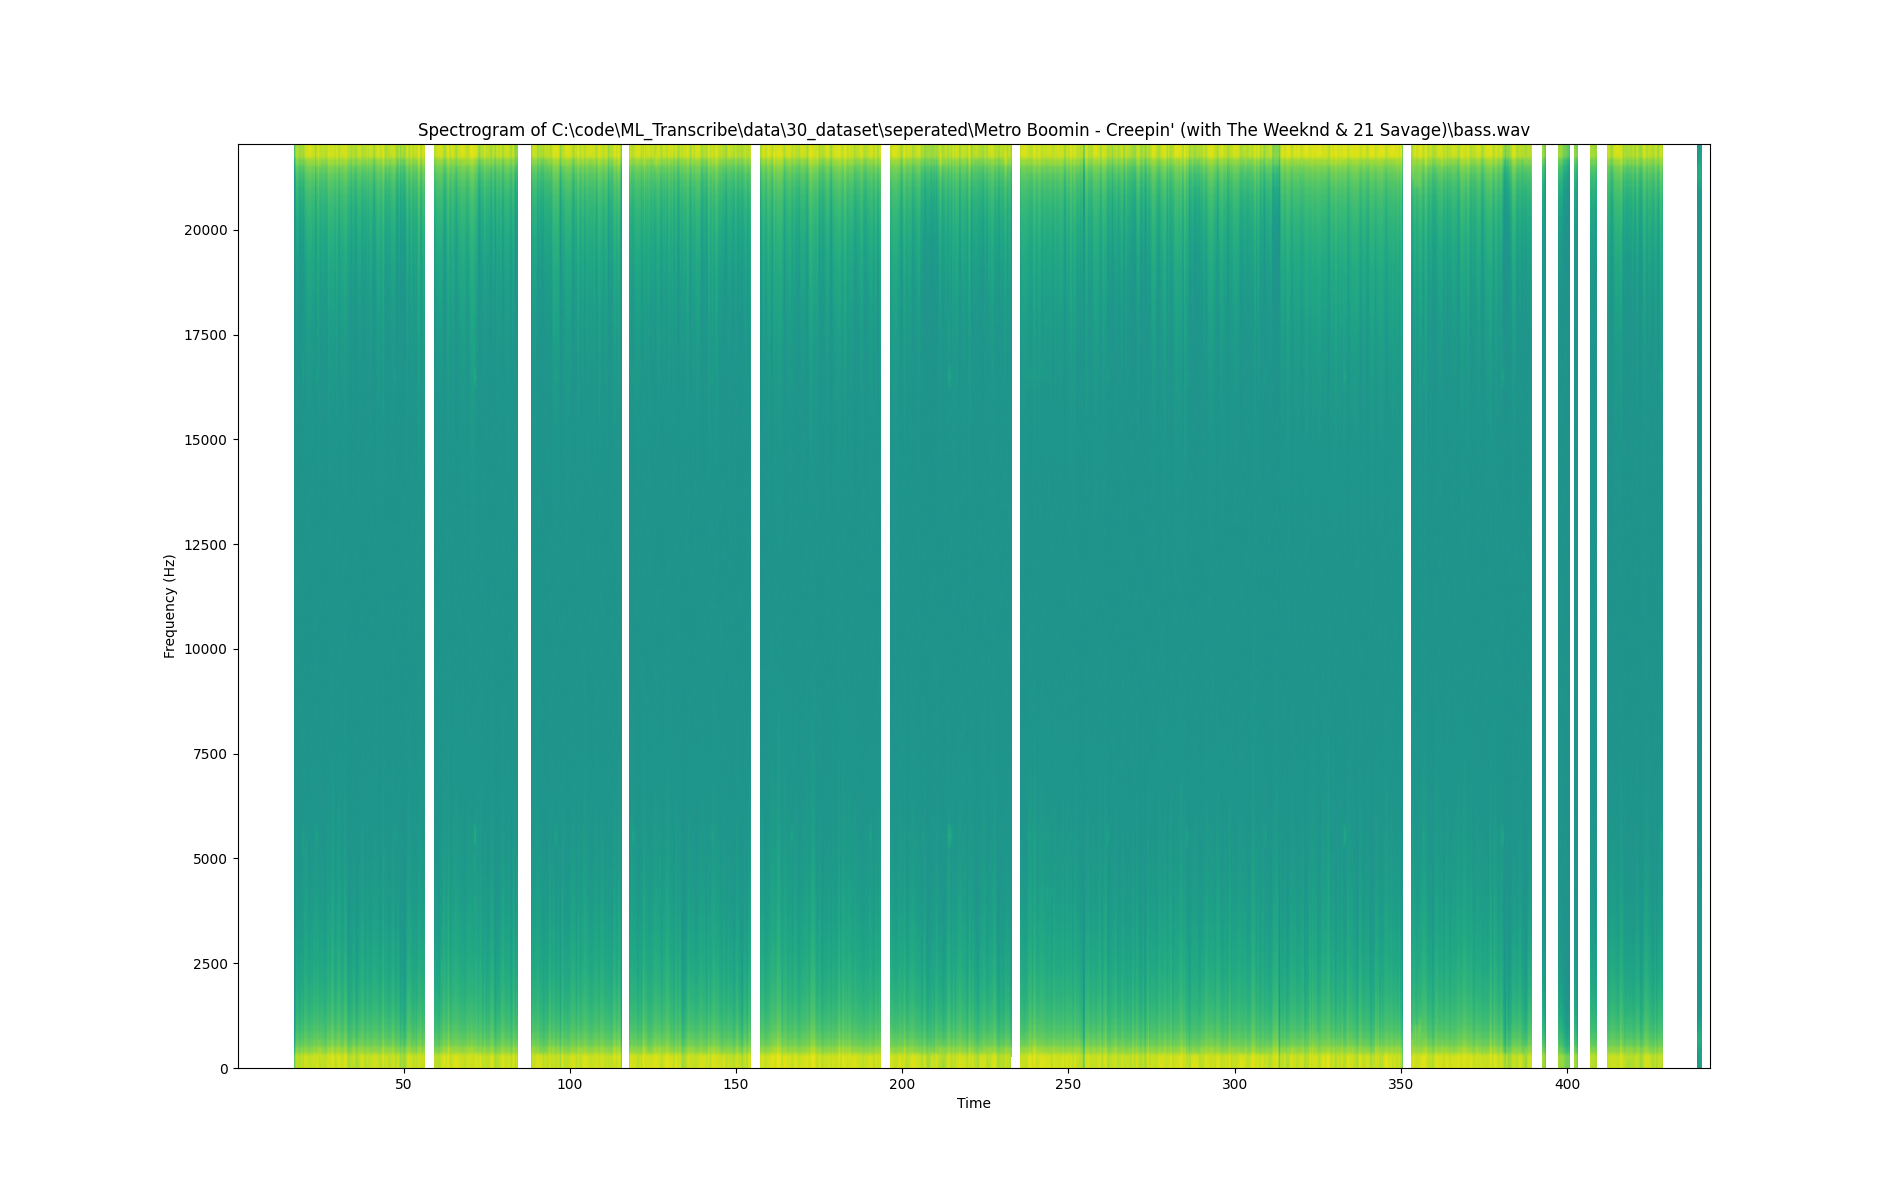 Spectrogram of C:\code\ML_Transcribe\data\30_dataset\seperated\Metro Boomin - Creepin' (with The Weeknd & 21 Savage)\bass.wav
20000
17500
15000
12500
10000
7500
5000
2500
0
Frequency (Hz)
50 100 150 200 250 300 350 400
Time